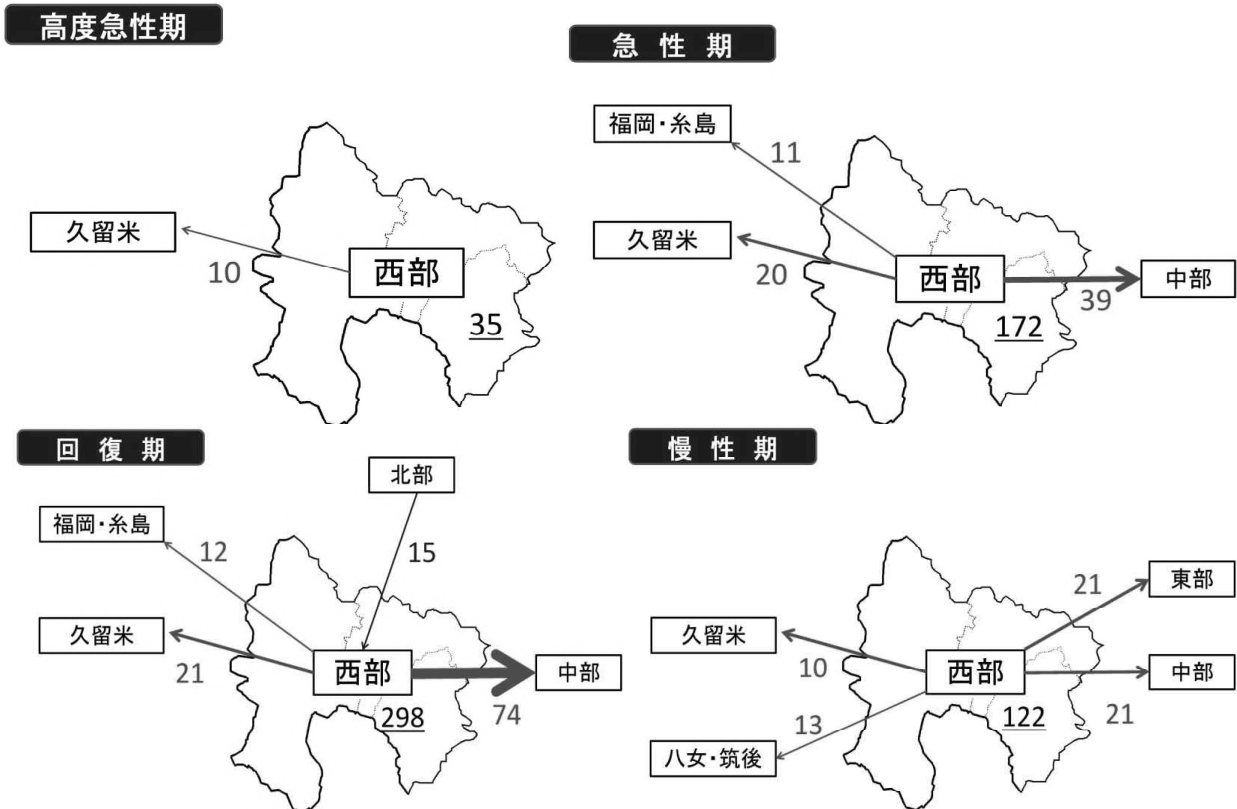 高度急性期
久留米
10
西部
35
急 性 期
福岡・糸島
11
久留米
20
西部
39
中部
172
回 復 期
北部
福岡・糸島
12
15
久留米
21
西部
298
74
中部
慢 性 期
東部
21
久留米
10
西部
中部
21
122
13
八女・筑後